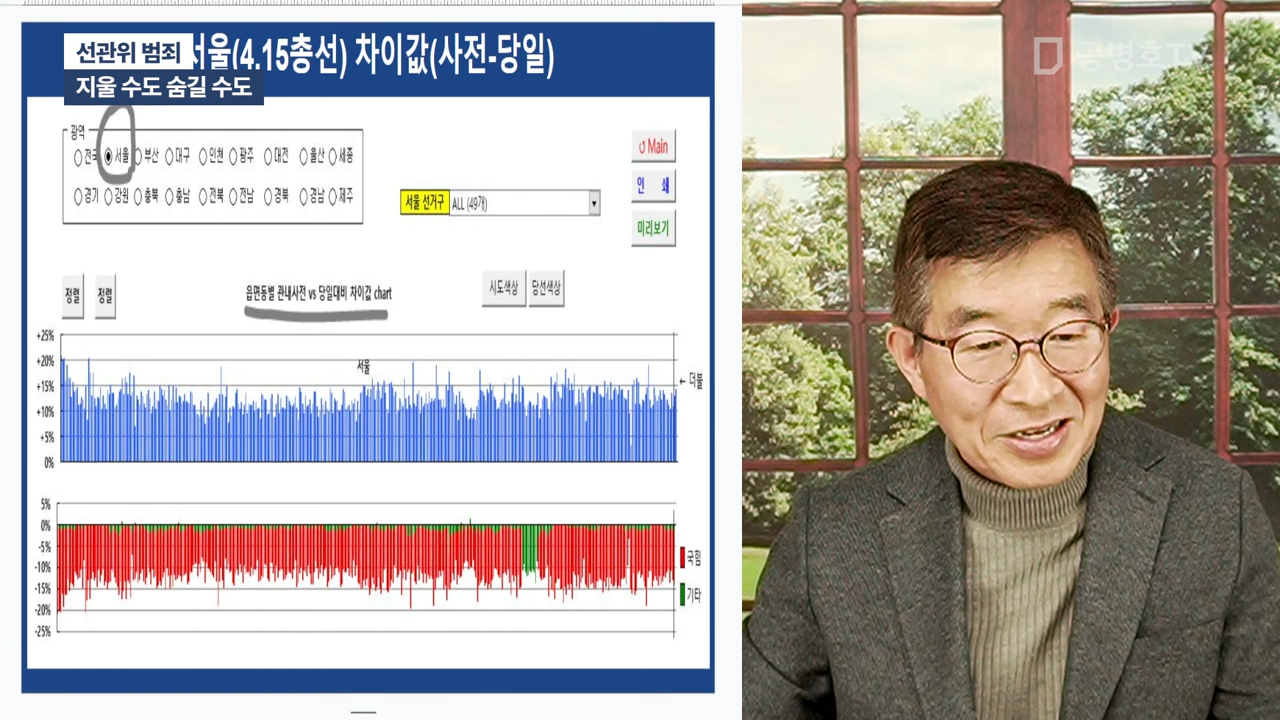 선관위 범죄
지울 수도 숨길 수도
서울(4.15총선) 차이값(사전-당일)
공병호TV
광역
전국 서울 부산 대구 인천 광주 대전 울산 세종
경기 강원 충북 충남 전북 전남 경북 경남 제주
서울 선거구 ALL (49개)
↺ Main
인 쇄
미리보기
정렬 정렬
읍면동별 관내사전 vs 당일대비 차이값 chart
시도색상 당선색상
+25%
+20%
+15%
+10%
+5%
0%
서울
← 더불
5%
0%
-5%
-10%
-15%
-20%
-25%
국힘
기타